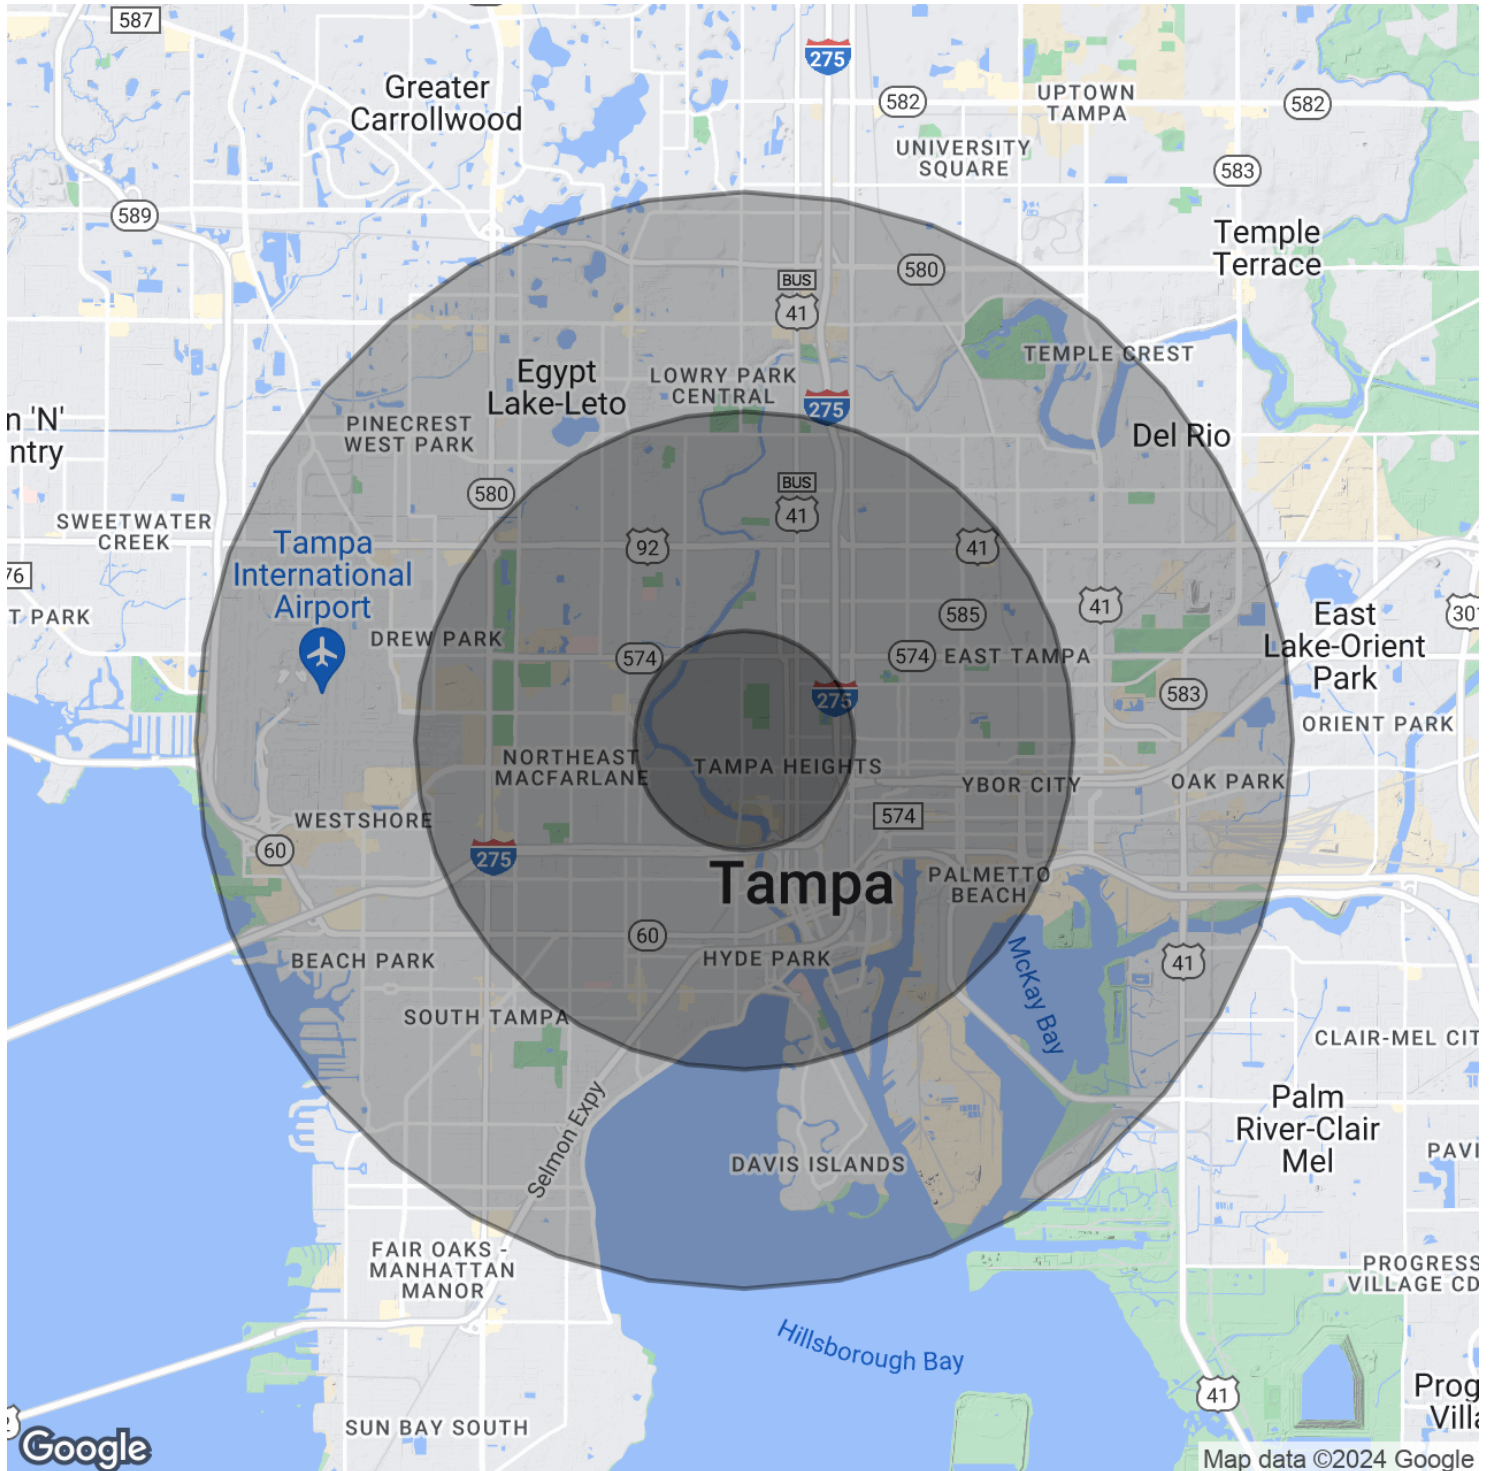 587
275
Greater
Carrollwood
582
UPTOWN
TAMPA
582
UNIVERSITY
SQUARE
583
589
Temple
Terrace
580
BUS
41
TEMPLE CREST
Egypt
Lake-Leto
LOWRY PARK
CENTRAL
275
n 'N'
ntry
PINECREST
WEST PARK
Del Rio
580
BUS
41
SWEETWATER
CREEK
Tampa
International
Airport
92
41
76
T PARK
DREW PARK
574
585
574
EAST TAMPA
41
East
Lake-Orient
Park
30
583
275
ORIENT PARK
NORTHEAST
MACFARLANE
TAMPA HEIGHTS
YBOR CITY
OAK PARK
WESTSHORE
574
60
275
Tampa
PALMETTO
BEACH
60
HYDE PARK
BEACH PARK
McKay Bay
41
SOUTH TAMPA
CLAIR-MEL CIT
Selmon Expy
Palm
River-Clair
Mel
PAVI
DAVIS ISLANDS
FAIR OAKS -
MANHATTAN
MANOR
PROGRESS
VILLAGE CD
Hillsborough Bay
41
Prog
Villa
SUN BAY SOUTH
Google
Map data ©2024 Google